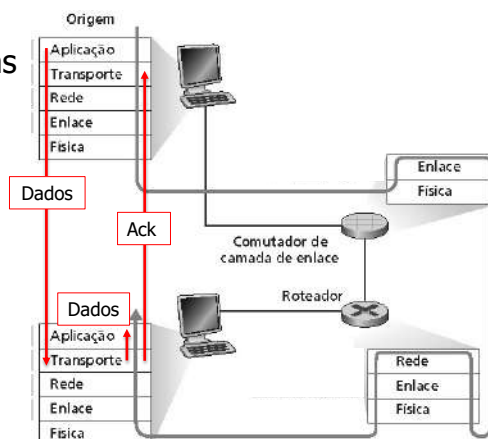 Origem
as
Aplicação
Transporte
Rede
Enlace
Física
Dados
Ack
Enlace
Física
Comutador de
camada de enlace
Roteador
Dados
Aplicação
Transporte
Rede
Enlace
Física
Rede
Enlace
Física